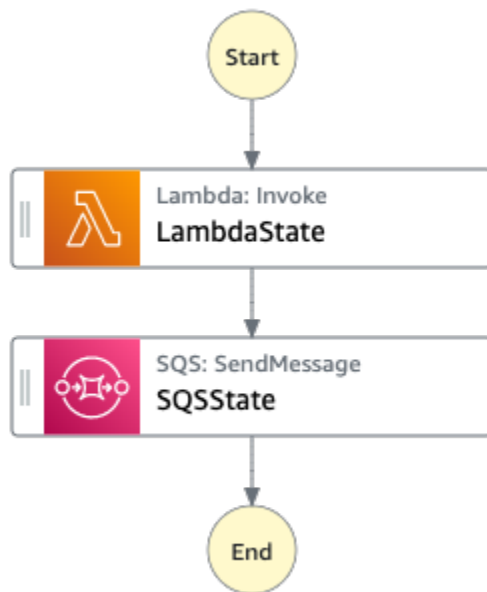 Start
Lambda: Invoke
LambdaState
SQS: SendMessage
SQSState
End